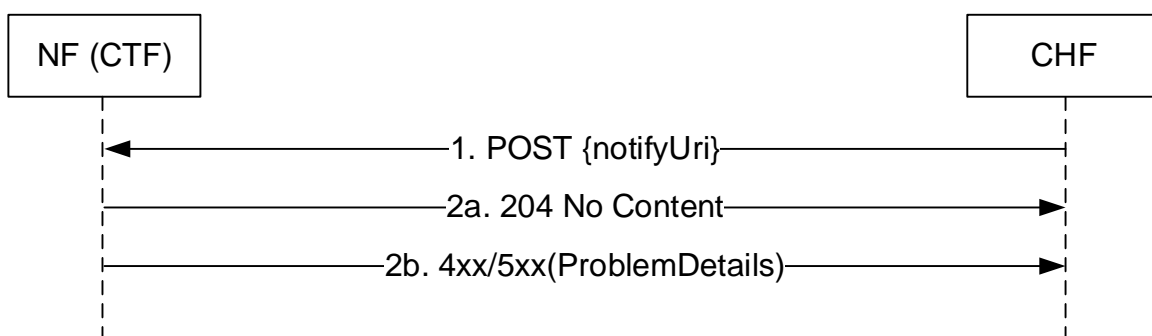 NF (CTF)
CHF
1. POST {notifyUri}
2a. 204 No Content
2b. 4xx/5xx(ProblemDetails)